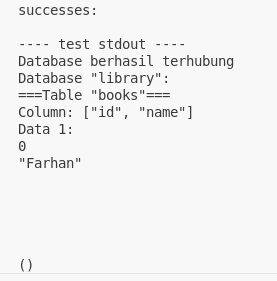 successes:
---- test stdout ----
Database berhasil terhubung
Database "library":
===Table "books"===
Column: ["id", "name"]
Data 1:
0
"Farhan"
()